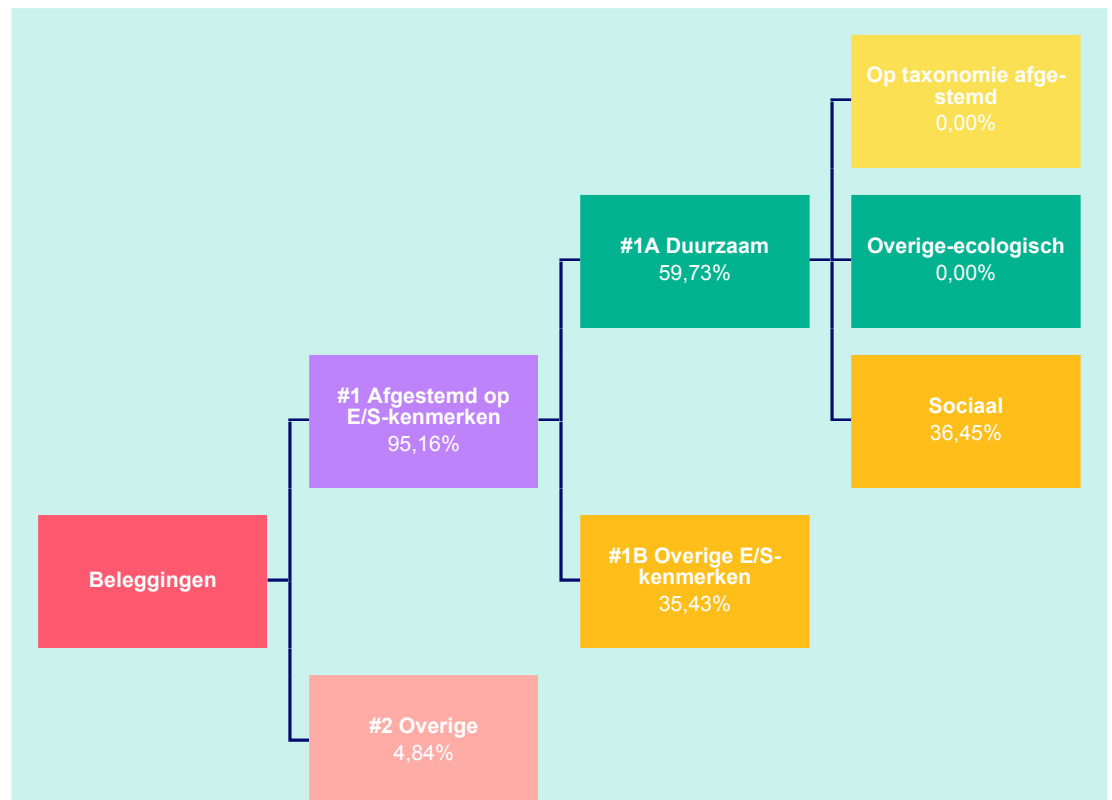 Op taxonomie afge-
stemd
0,00%
#1A Duurzaam
59,73%
Overige-ecologisch
0,00%
#1 Afgestemd op
E/S-kenmerken
95,16%
Sociaal
36,45%
Beleggingen
#1B Overige E/S-
kenmerken
35,43%
#2 Overige
4,84%